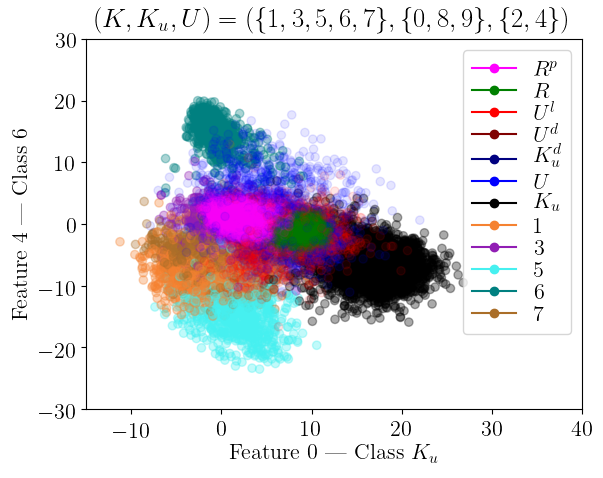 (K, K_u, U) = ({1, 3, 5, 6, 7}, {0, 8, 9}, {2, 4})
30
20
10
0
−10
−20
−30
Feature 4 — Class 6
R^p
R
U^l
U^d
K_u^d
U
K_u
1
3
5
6
7
−10
0
10
20
30
40
Feature 0 — Class K_u